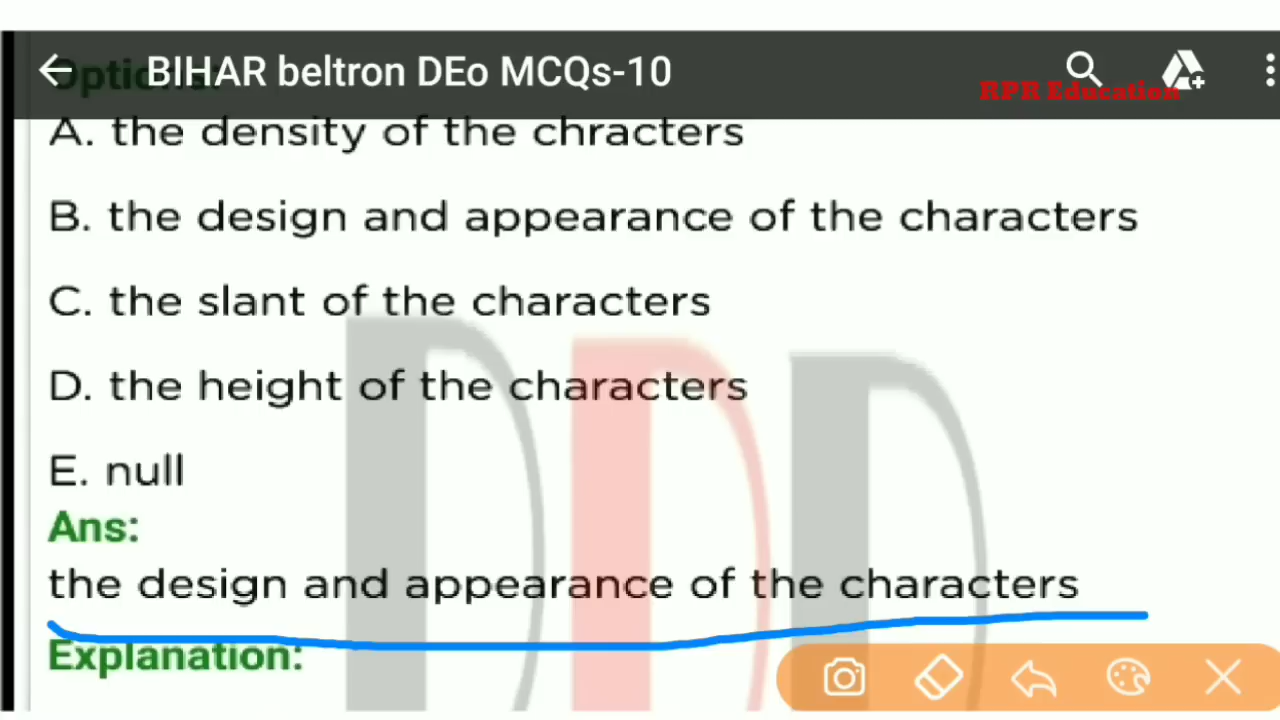 BIHAR beltron DEo MCQs-10
RPR Education
Options:
A. the density of the chracters
B. the design and appearance of the characters
C. the slant of the characters
D. the height of the characters
E. null
Ans:
the design and appearance of the characters
Explanation:
DDD